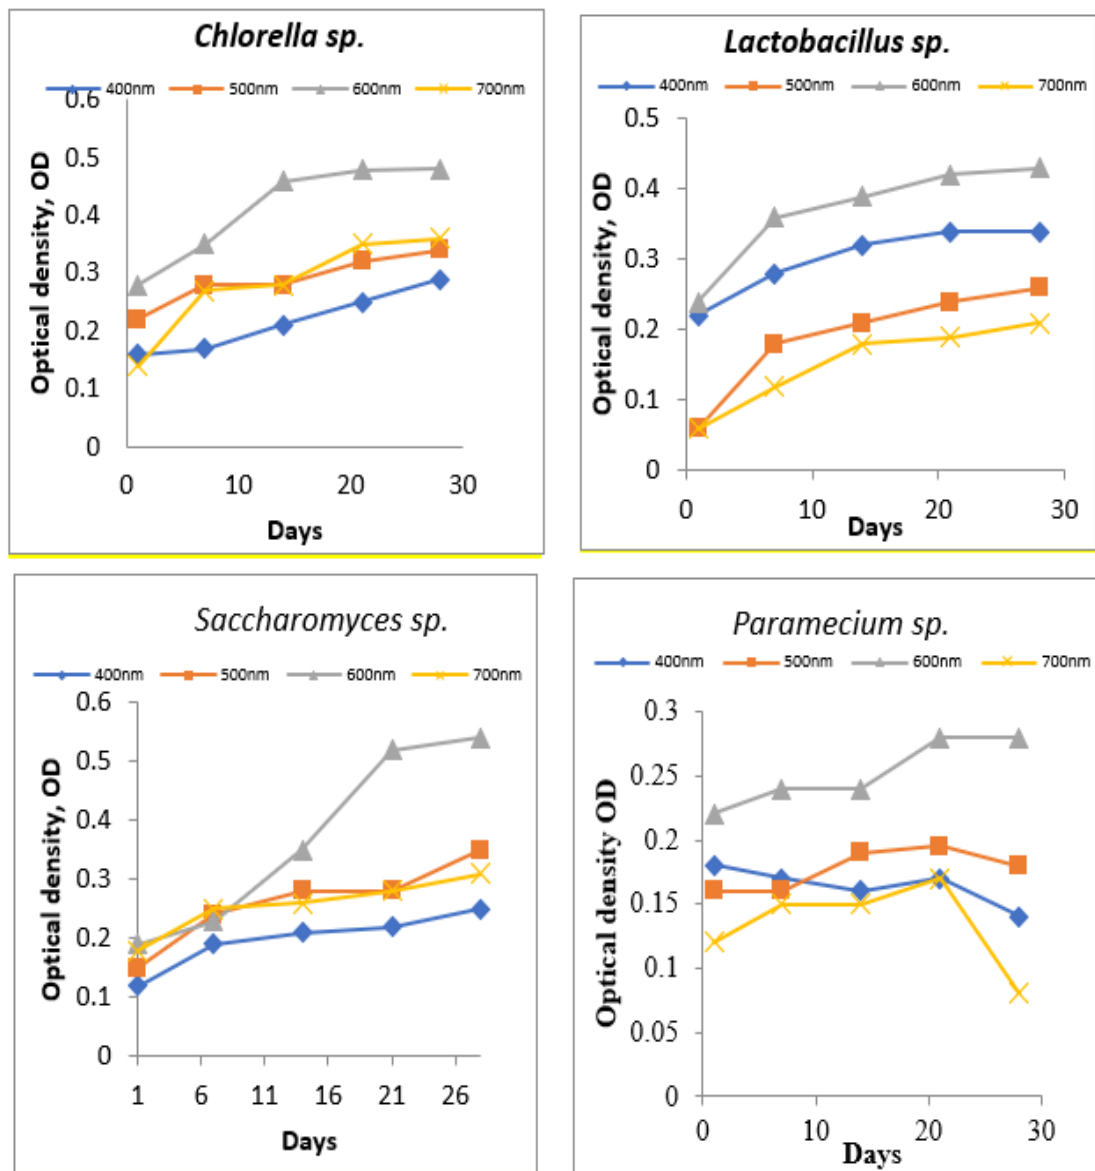 Chlorella sp.
400nm 500nm 600nm 700nm
0.6
0.5
0.4
0.3
0.2
0.1
0
Optical density, OD
0 10 20 30
Days
Lactobacillus sp.
400nm 500nm 600nm 700nm
0.5
0.4
0.3
0.2
0.1
0
Optical density, OD
0 10 20 30
Days
Saccharomyces sp.
400nm 500nm 600nm 700nm
0.6
0.5
0.4
0.3
0.2
0.1
0
Optical density, OD
1 6 11 16 21 26
Days
Paramecium sp.
400nm 500nm 600nm 700nm
0.3
0.25
0.2
0.15
0.1
0.05
0
Optical density OD
0 10 20 30
Days